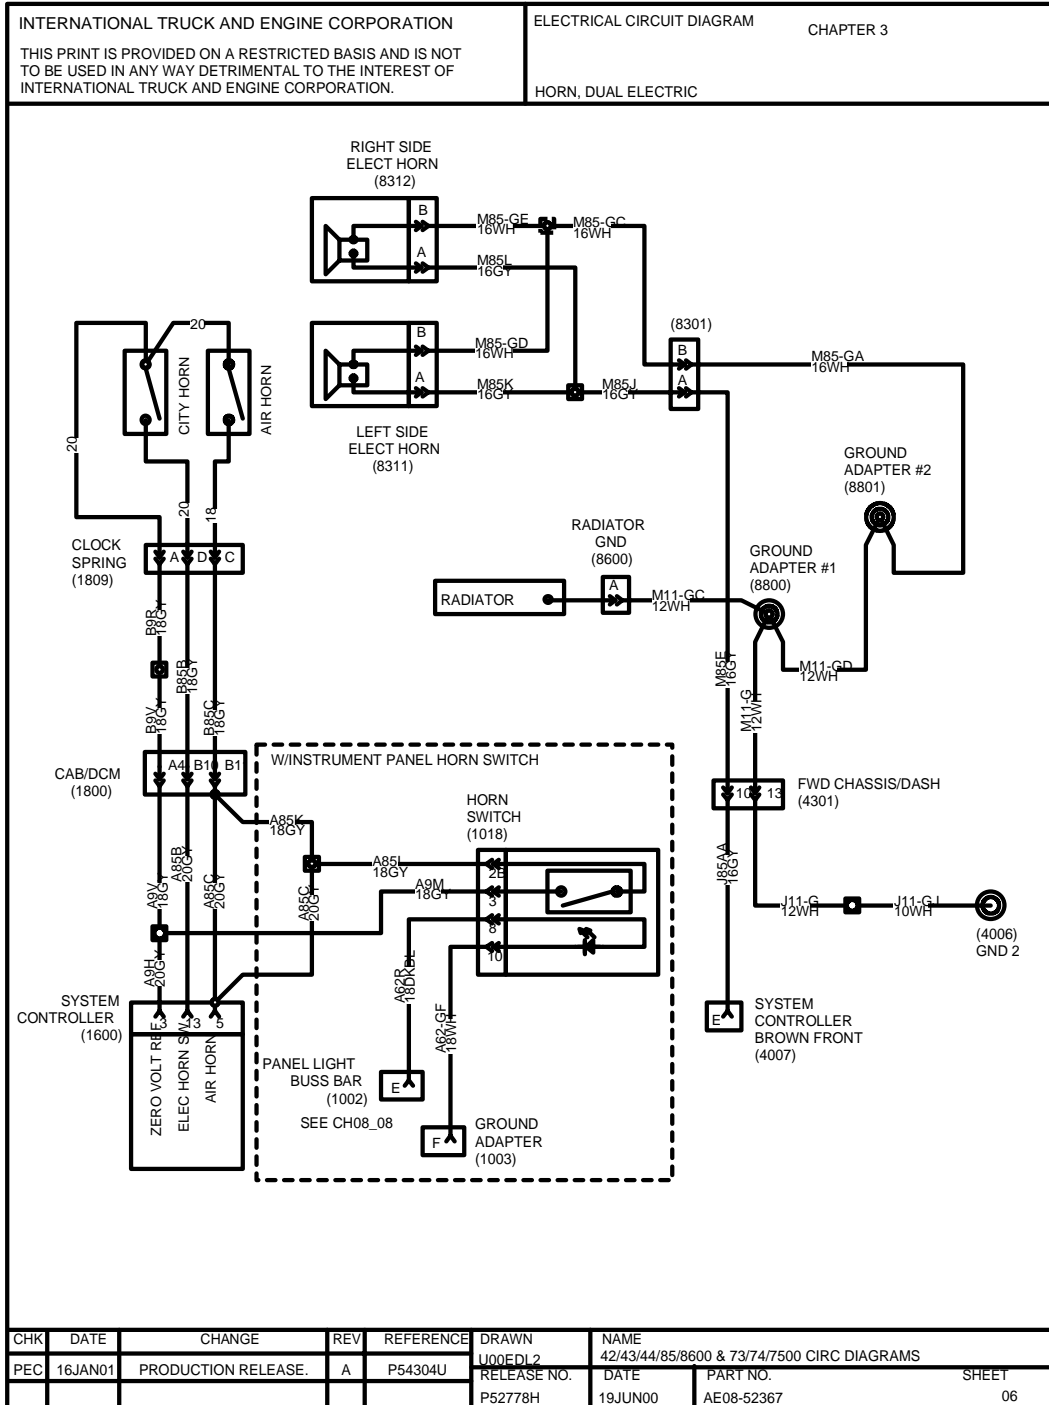 INTERNATIONAL TRUCK AND ENGINE CORPORATION
THIS PRINT IS PROVIDED ON A RESTRICTED BASIS AND IS NOT
TO BE USED IN ANY WAY DETRIMENTAL TO THE INTEREST OF
INTERNATIONAL TRUCK AND ENGINE CORPORATION.
ELECTRICAL CIRCUIT DIAGRAM
CHAPTER 3
HORN, DUAL ELECTRIC
RIGHT SIDE
ELECT HORN
(8312)
B
A
M85-GE
16WH
M85-GC
16WH
M85L
16GY
LEFT SIDE
ELECT HORN
(8311)
B
A
M85-GD
16WH
M85K
16GY
M85J
16GY
(8301)
B
A
M85-GA
16WH
20
20
CITY HORN
AIR HORN
20
18
CLOCK
SPRING
(1809)
A
D
C
GROUND
ADAPTER #2
(8801)
RADIATOR
GND
(8600)
A
RADIATOR
M11-GC
12WH
GROUND
ADAPTER #1
(8800)
M11-GD
12WH
B9R
18GY
B85B
18GY
B9V
18GY
B85C
18GY
M85E
16GY
M11-G
12WH
CAB/DCM
(1800)
A4
B10
B1
W/INSTRUMENT PANEL HORN SWITCH
FWD CHASSIS/DASH
(4301)
10
13
HORN
SWITCH
(1018)
A85K
18GY
A85L
18GY
A9M
18GY
2B
3
8
10
A9V
18GY
A85B
20GY
A85C
20GY
A85C
20GY
J85AA
16GY
J11-G
12WH
J11-GJ
10WH
(4006)
GND 2
A9H
20GY
A62R
18DKBL
A62-GF
18WH
SYSTEM
CONTROLLER
(1600)
3
13
5
ZERO VOLT REF
ELEC HORN SW
AIR HORN
E
SYSTEM
CONTROLLER
BROWN FRONT
(4007)
PANEL LIGHT
BUSS BAR
(1002)
E
SEE CH08_08
F
GROUND
ADAPTER
(1003)
CHK DATE CHANGE REV REFERENCE
PEC 16JAN01 PRODUCTION RELEASE. A P54304U
DRAWN
U00EDL2
NAME
42/43/44/85/8600 & 73/74/7500 CIRC DIAGRAMS
RELEASE NO. DATE PART NO. SHEET
P52778H 19JUN00 AE08-52367 06